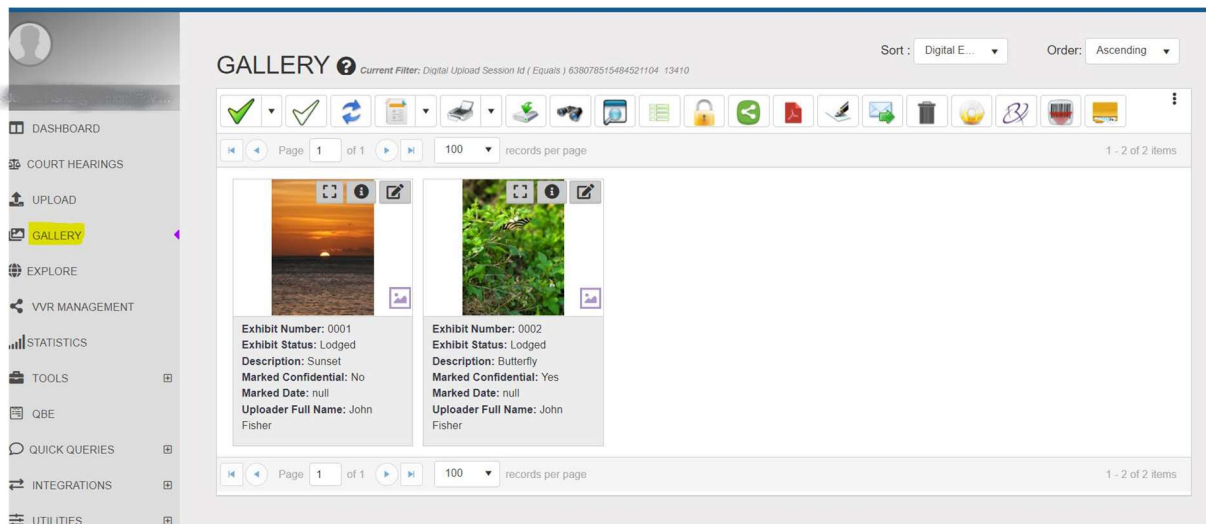 GALLERY ? Current Filter: Digital Upload Session Id ( Equals ) 638078515484521104 13410
Sort : Digital E... Order: Ascending
DASHBOARD
COURT HEARINGS
UPLOAD
GALLERY
EXPLORE
VVR MANAGEMENT
STATISTICS
TOOLS
QBE
QUICK QUERIES
INTEGRATIONS
UTILITIES
Page 1 of 1 100 records per page 1 - 2 of 2 items
Exhibit Number: 0001
Exhibit Status: Lodged
Description: Sunset
Marked Confidential: No
Marked Date: null
Uploader Full Name: John
Fisher
Exhibit Number: 0002
Exhibit Status: Lodged
Description: Butterfly
Marked Confidential: Yes
Marked Date: null
Uploader Full Name: John
Fisher
Page 1 of 1 100 records per page 1 - 2 of 2 items